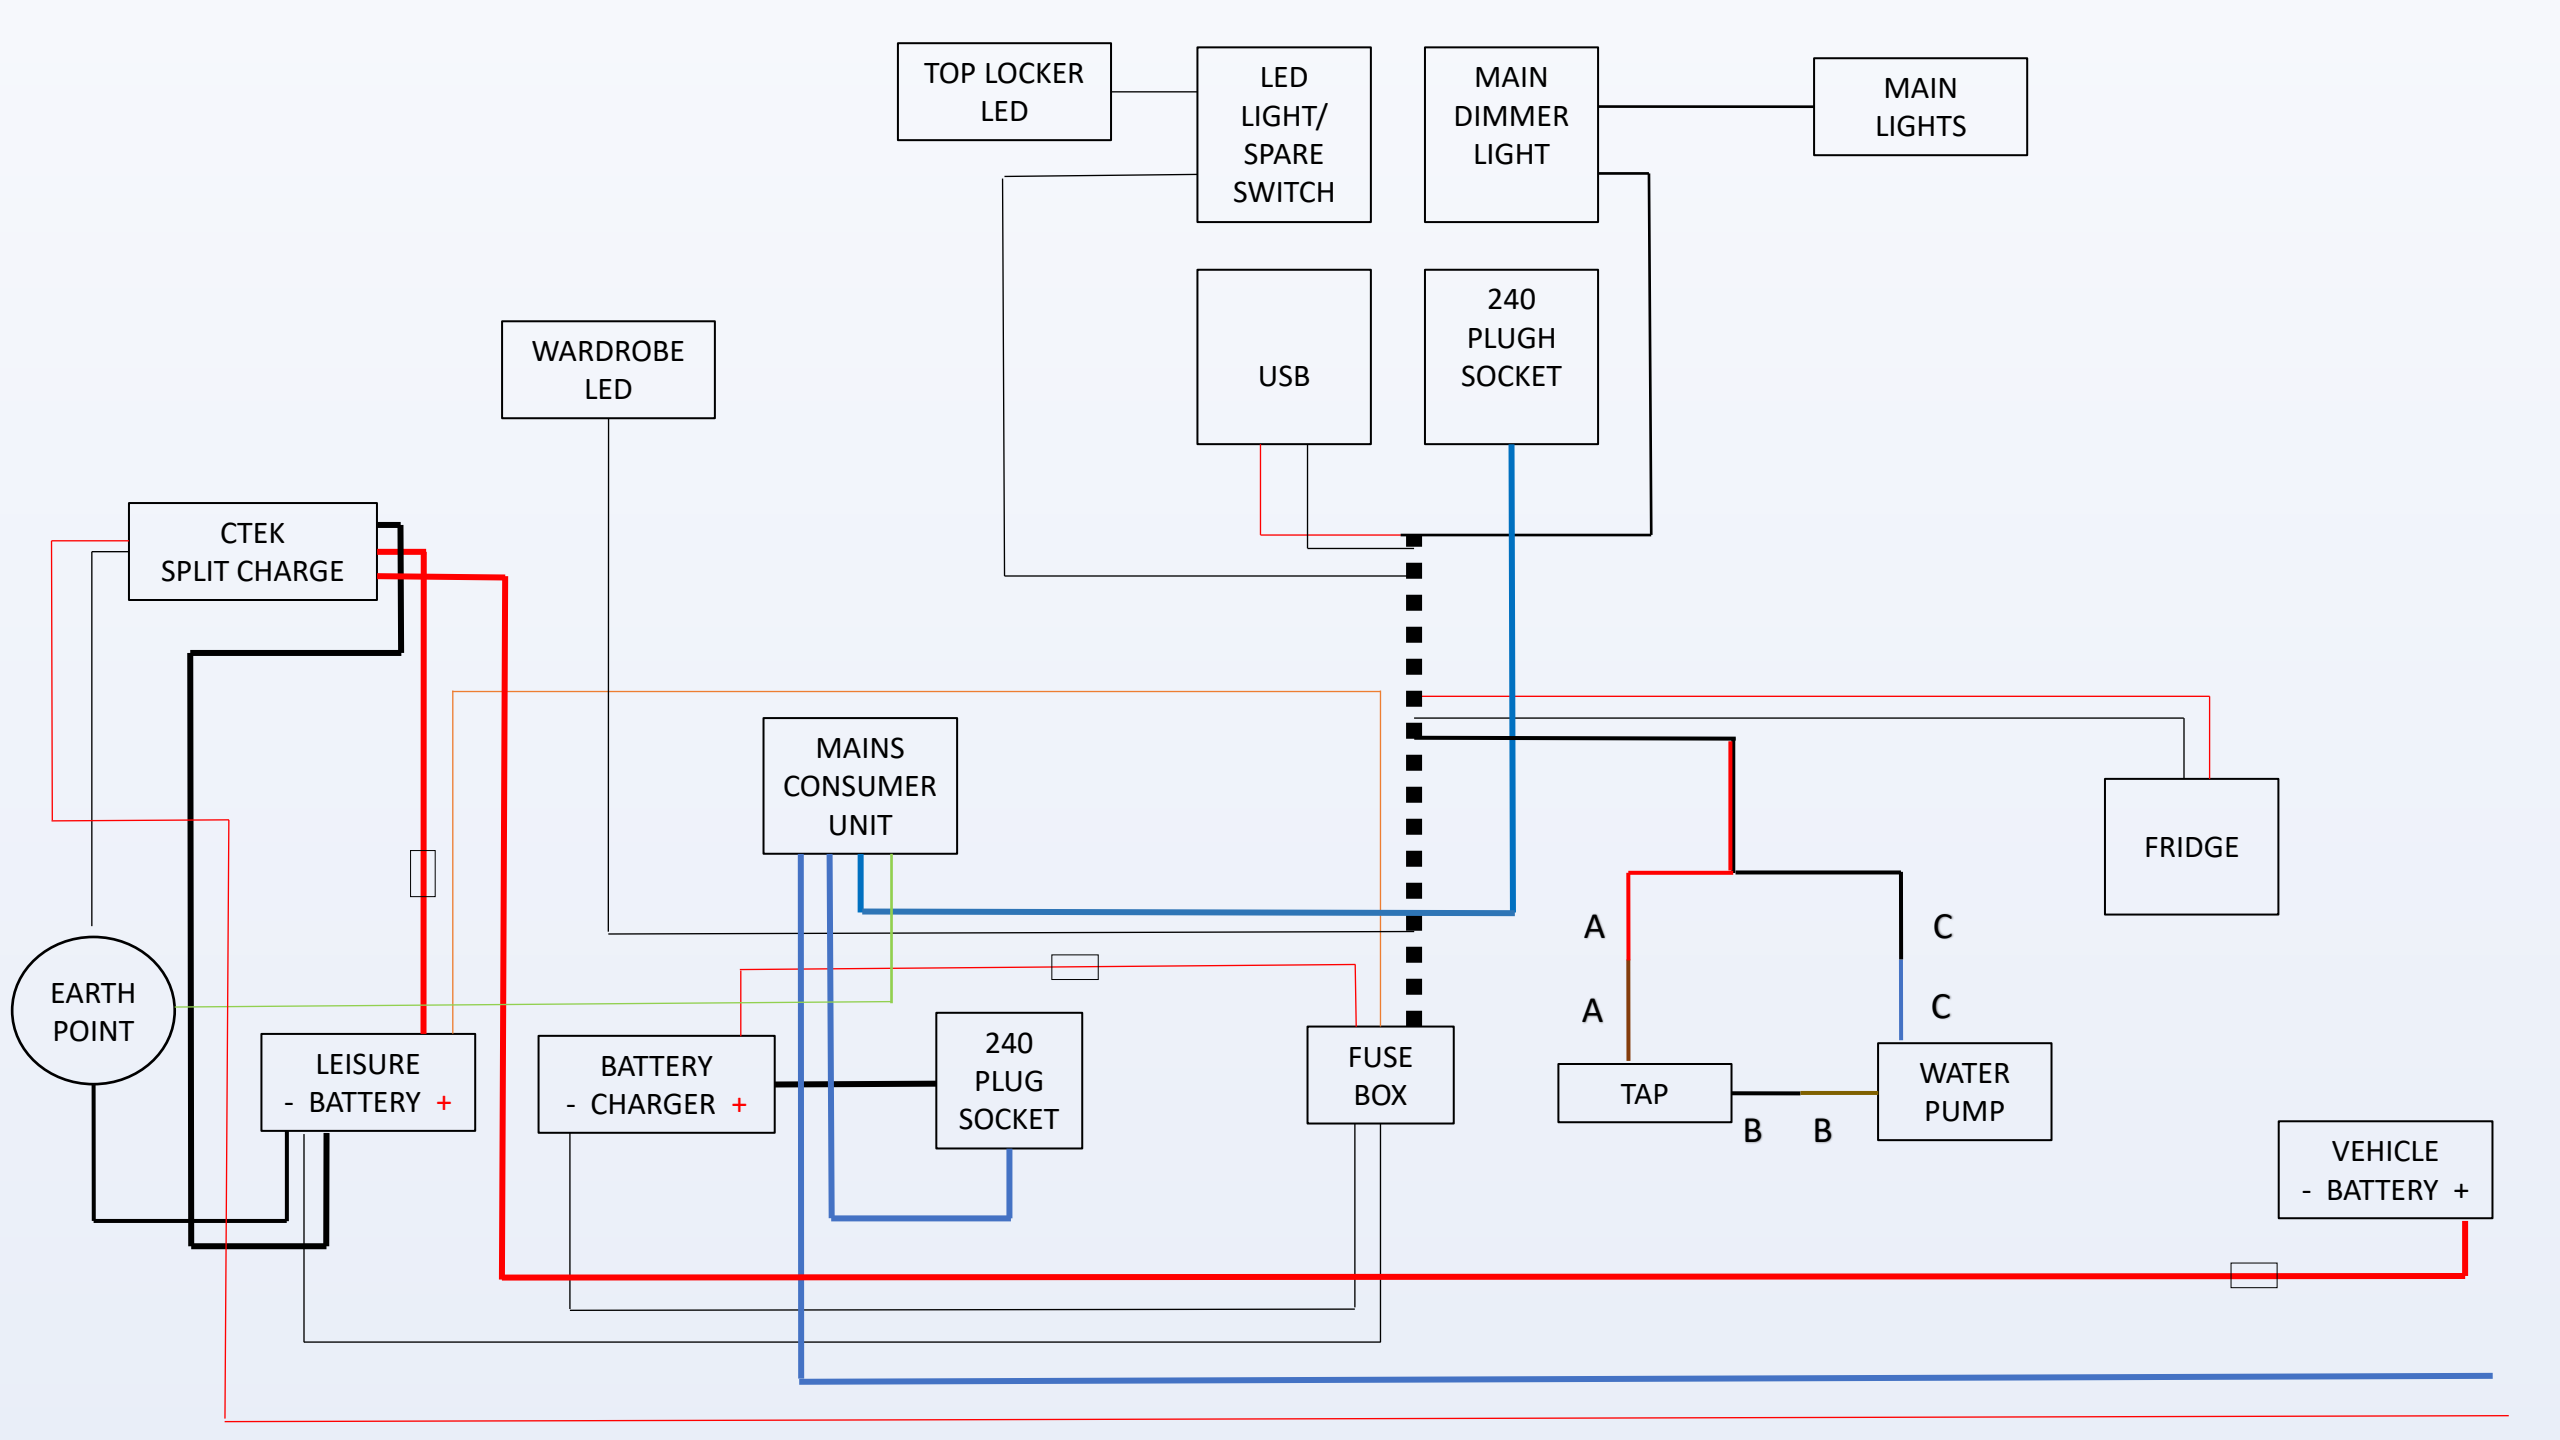 TOP LOCKER
LED
LED
LIGHT/
SPARE
SWITCH
MAIN
DIMMER
LIGHT
MAIN
LIGHTS
USB
240
PLUGH
SOCKET
WARDROBE
LED
CTEK
SPLIT CHARGE
MAINS
CONSUMER
UNIT
FRIDGE
A
C
A
C
EARTH
POINT
LEISURE
- BATTERY +
BATTERY
- CHARGER +
240
PLUG
SOCKET
FUSE
BOX
TAP
B
B
WATER
PUMP
VEHICLE
- BATTERY +